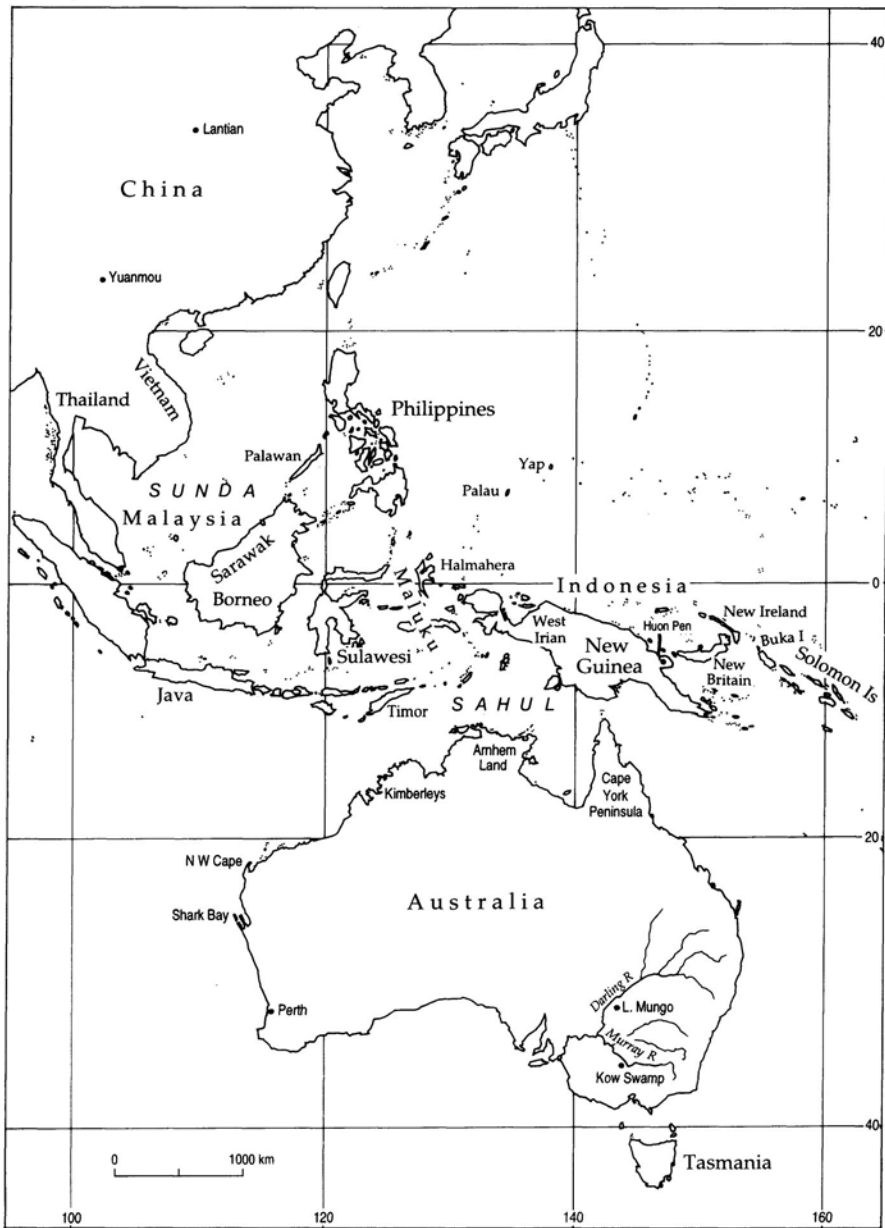 40
Lantian
China
Yuanmou
20
Vietnam
Thailand
Philippines
Palawan
Yap
SUNDA
Palau
Malaysia
Sarawak
Halmahera
Indonesia
0
Borneo
Maluku
New Ireland
West
Irian
Huon Pen
Buka I
New
Guinea
Solomon Is
Sulawesi
New
Britain
Java
Timor
SAHUL
Arnhem
Land
Kimberleys
Cape
York
Peninsula
20
N W Cape
Australia
Shark Bay
Darling R
Perth
L. Mungo
Murray R
Kow Swamp
40
0
1000 km
Tasmania
100
120
140
160